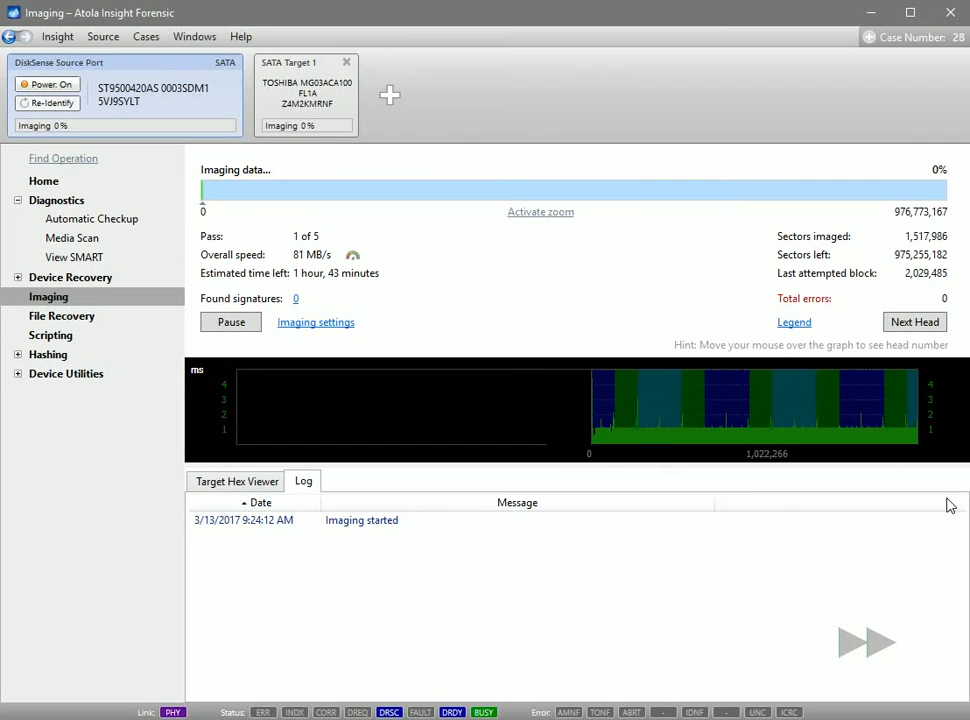 Imaging – Atola Insight Forensic
Insight Source Cases Windows Help
Case Number: 28
DiskSense Source Port SATA
Power: On
Re-Identify
ST9500420AS 0003SDM1
5VJ9SYLT
Imaging 0%
SATA Target 1
TOSHIBA MG03ACA100
FL1A
Z4M2KMRNF
Imaging 0%
Find Operation
Home
Diagnostics
Automatic Checkup
Media Scan
View SMART
Device Recovery
Imaging
File Recovery
Scripting
Hashing
Device Utilities
Imaging data... 0%
0 Activate zoom 976,773,167
Pass: 1 of 5
Overall speed: 81 MB/s
Estimated time left: 1 hour, 43 minutes
Found signatures: 0
Pause Imaging settings
Sectors imaged: 1,517,986
Sectors left: 975,255,182
Last attempted block: 2,029,485
Total errors: 0
Legend Next Head
Hint: Move your mouse over the graph to see head number
ms
4 4
3 3
2 2
1 1
0 1,022,266
Target Hex Viewer Log
Date Message
3/13/2017 9:24:12 AM Imaging started
Link: PHY Status: ERR INDX CORR DREQ DRSC FAULT DRDY BUSY Error: AMNF TONF ABRT - IDNF - UNC ICRC